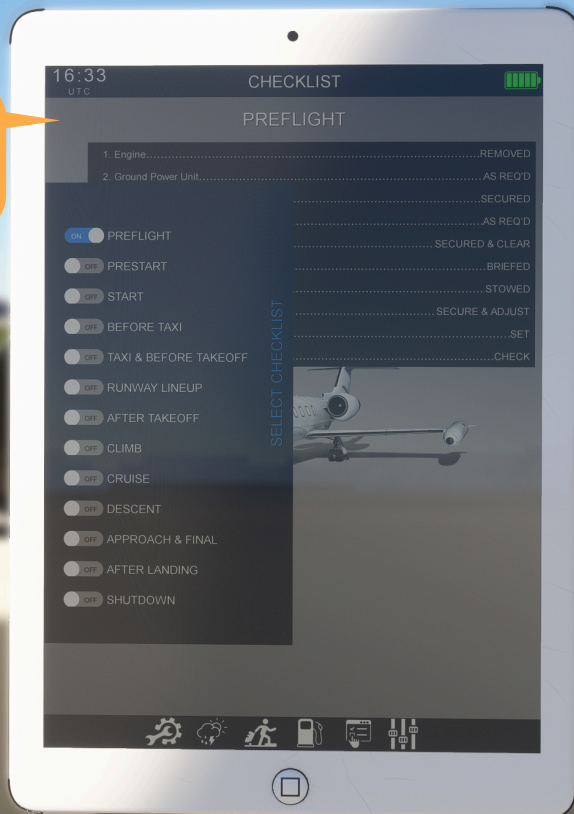 16:33
UTC
CHECKLIST
PREFLIGHT
1. Engine....................REMOVED
2. Ground Power Unit....................AS REQ'D
....................SECURED
....................AS REQ'D
....................SECURED & CLEAR
....................BRIEFED
....................STOWED
....................SECURE & ADJUST
....................SET
....................CHECK
ON PREFLIGHT
OFF PRESTART
OFF START
OFF BEFORE TAXI
OFF TAXI & BEFORE TAKEOFF
OFF RUNWAY LINEUP
OFF AFTER TAKEOFF
OFF CLIMB
OFF CRUISE
OFF DESCENT
OFF APPROACH & FINAL
OFF AFTER LANDING
OFF SHUTDOWN
SELECT CHECKLIST